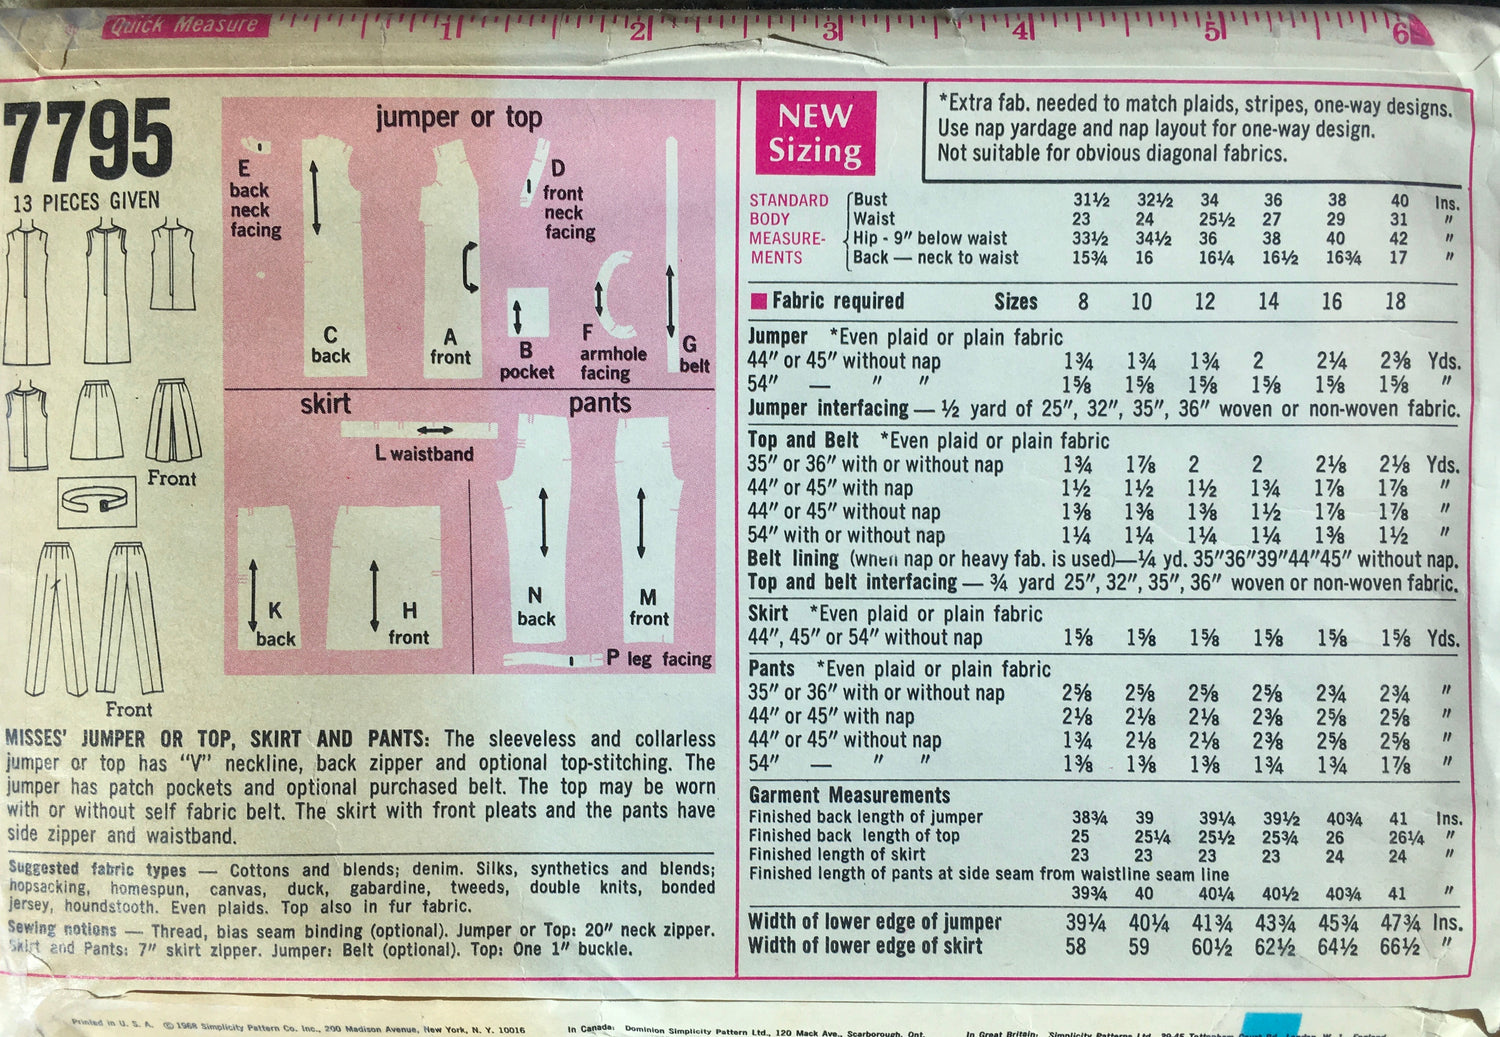 Quick Measure 1 2 3 4 5 6
7795
13 PIECES GIVEN
Front
Front
jumper or top
E
back
neck
facing
C
back
A
front
D
front
neck
facing
B
pocket
F
armhole
facing
G
belt
skirt
L waistband
K
back
H
front
pants
N
back
M
front
P leg facing
MISSES' JUMPER OR TOP, SKIRT AND PANTS: The sleeveless and collarless
jumper or top has "V" neckline, back zipper and optional top-stitching. The
jumper has patch pockets and optional purchased belt. The top may be worn
with or without self fabric belt. The skirt with front pleats and the pants have
side zipper and waistband.
Suggested fabric types — Cottons and blends; denim. Silks, synthetics and blends;
hopsacking, homespun, canvas, duck, gabardine, tweeds, double knits, bonded
jersey, houndstooth. Even plaids. Top also in fur fabric.
Sewing notions — Thread, bias seam binding (optional). Jumper or Top: 20" neck zipper.
Skirt and Pants: 7" skirt zipper. Jumper: Belt (optional). Top: One 1" buckle.
NEW
Sizing
*Extra fab. needed to match plaids, stripes, one-way designs.
Use nap yardage and nap layout for one-way design.
Not suitable for obvious diagonal fabrics.
STANDARD Bust 31½ 32½ 34 36 38 40 Ins.
BODY Waist 23 24 25½ 27 29 31 "
MEASURE- Hip - 9" below waist 33½ 34½ 36 38 40 42 "
MENTS Back — neck to waist 15¾ 16 16¼ 16½ 16¾ 17 "
Fabric required Sizes 8 10 12 14 16 18
Jumper *Even plaid or plain fabric
44" or 45" without nap 1¾ 1¾ 1¾ 2 2¼ 2⅜ Yds.
54" — " " 1⅝ 1⅝ 1⅝ 1⅝ 1⅝ 1⅝ "
Jumper interfacing — ½ yard of 25", 32", 35", 36" woven or non-woven fabric.
Top and Belt *Even plaid or plain fabric
35" or 36" with or without nap 1¾ 1⅞ 2 2 2⅛ 2⅛ Yds.
44" or 45" with nap 1½ 1½ 1½ 1¾ 1⅞ 1⅞ "
44" or 45" without nap 1⅜ 1⅜ 1⅜ 1½ 1⅞ 1⅞ "
54" with or without nap 1¼ 1¼ 1¼ 1¼ 1⅜ 1½ "
Belt lining (when nap or heavy fab. is used)—¼ yd. 35"36"39"44"45" without nap.
Top and belt interfacing — ¾ yard 25", 32", 35", 36" woven or non-woven fabric.
Skirt *Even plaid or plain fabric
44", 45" or 54" without nap 1⅝ 1⅝ 1⅝ 1⅝ 1⅝ 1⅝ Yds.
Pants *Even plaid or plain fabric
35" or 36" with or without nap 2⅝ 2⅝ 2⅝ 2⅝ 2¾ 2¾ "
44" or 45" with nap 2⅛ 2⅛ 2⅛ 2⅜ 2⅝ 2⅝ "
44" or 45" without nap 1¾ 2⅛ 2⅛ 2⅜ 2⅝ 2⅝ "
54" — " " 1⅜ 1⅜ 1⅜ 1¾ 1¾ 1⅞ "
Garment Measurements
Finished back length of jumper 38¾ 39 39¼ 39½ 40¾ 41 Ins.
Finished back length of top 25 25¼ 25½ 25¾ 26 26¼ "
Finished length of skirt 23 23 23 23 24 24 "
Finished length of pants at side seam from waistline seam line
39¾ 40 40¼ 40½ 40¾ 41 "
Width of lower edge of jumper 39¼ 40¼ 41¾ 43¾ 45¾ 47¾ Ins.
Width of lower edge of skirt 58 59 60½ 62½ 64½ 66½ "
Printed in U. S. A. © 1968 Simplicity Pattern Co. Inc., 200 Madison Avenue, New York, N. Y. 10016 In Canada: Dominion Simplicity Pattern Ltd., 120 Mack Ave., Scarborough, Ont. In Great Britain: Simplicity Patterns Ltd.